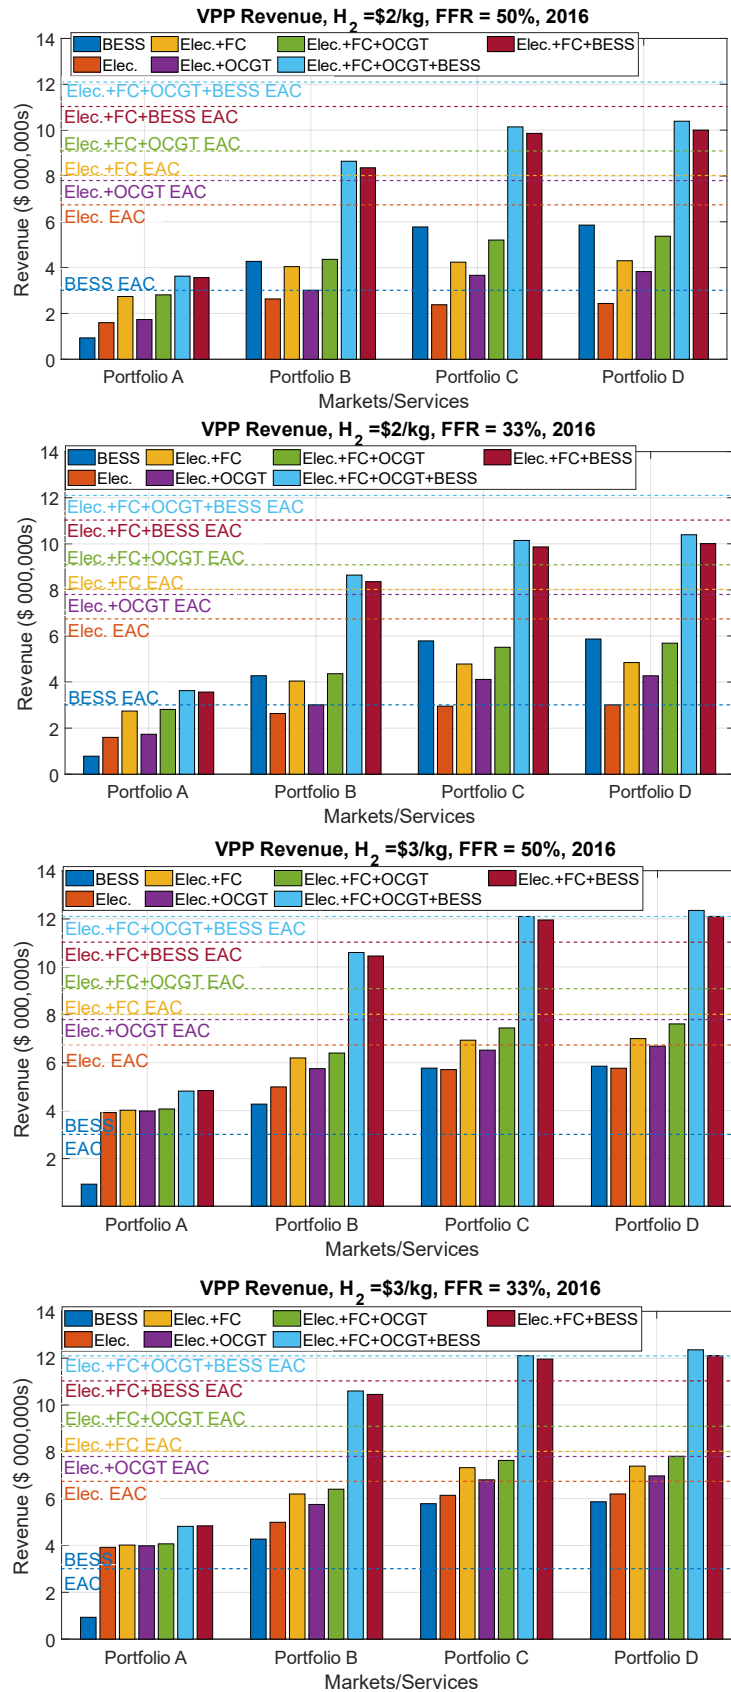 VPP Revenue, H2 =$2/kg, FFR = 50%, 2016
14
BESS Elec.+FC Elec.+FC+OCGT Elec.+FC+BESS
Elec. Elec.+OCGT Elec.+FC+OCGT+BESS
12
Elec.+FC+OCGT+BESS EAC
Elec.+FC+BESS EAC
10
Elec.+FC+OCGT EAC
Elec.+FC EAC
8
Elec.+OCGT EAC
Elec. EAC
6
4
BESS EAC
2
0
Revenue ($ 000,000s)
Portfolio A Portfolio B Portfolio C Portfolio D
Markets/Services
VPP Revenue, H2 =$2/kg, FFR = 33%, 2016
14
BESS Elec.+FC Elec.+FC+OCGT Elec.+FC+BESS
Elec. Elec.+OCGT Elec.+FC+OCGT+BESS
12
Elec.+FC+OCGT+BESS EAC
Elec.+FC+BESS EAC
10
Elec.+FC+OCGT EAC
Elec.+FC EAC
8
Elec.+OCGT EAC
Elec. EAC
6
4
BESS EAC
2
0
Revenue ($ 000,000s)
Portfolio A Portfolio B Portfolio C Portfolio D
Markets/Services
VPP Revenue, H2 =$3/kg, FFR = 50%, 2016
14
BESS Elec.+FC Elec.+FC+OCGT Elec.+FC+BESS
Elec. Elec.+OCGT Elec.+FC+OCGT+BESS
12
Elec.+FC+OCGT+BESS EAC
Elec.+FC+BESS EAC
10
Elec.+FC+OCGT EAC
Elec.+FC EAC
8
Elec.+OCGT EAC
Elec. EAC
6
4
BESS
EAC
2
Revenue ($ 000,000s)
Portfolio A Portfolio B Portfolio C Portfolio D
Markets/Services
VPP Revenue, H2 =$3/kg, FFR = 33%, 2016
14
BESS Elec.+FC Elec.+FC+OCGT Elec.+FC+BESS
Elec. Elec.+OCGT Elec.+FC+OCGT+BESS
12
Elec.+FC+OCGT+BESS EAC
Elec.+FC+BESS EAC
10
Elec.+FC+OCGT EAC
Elec.+FC EAC
8
Elec.+OCGT EAC
Elec. EAC
6
4
BESS
EAC
2
0
Revenue ($ 000,000s)
Portfolio A Portfolio B Portfolio C Portfolio D
Markets/Services